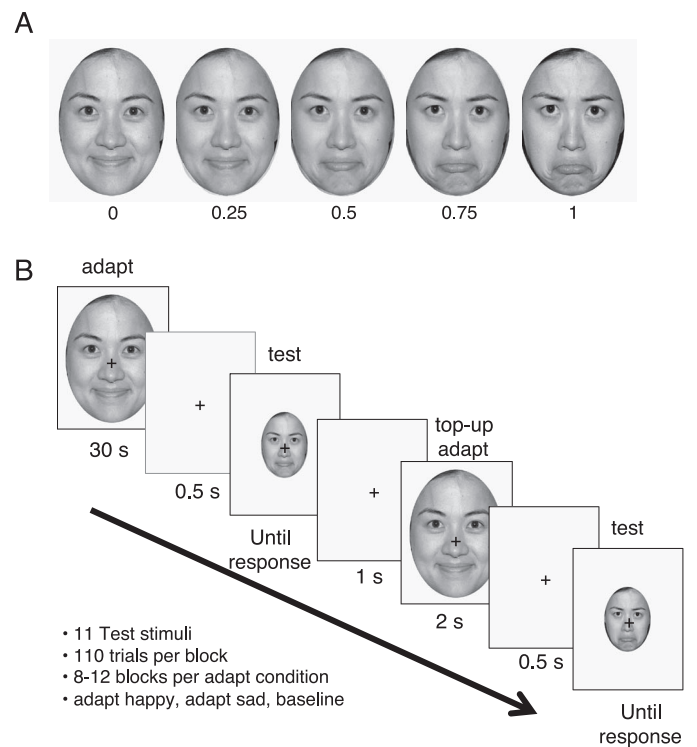 A
0 0.25 0.5 0.75 1
B
adapt
+
30 s
+
0.5 s
test
+
Until
response
+
1 s
top-up
adapt
+
2 s
+
0.5 s
test
+
Until
response
• 11 Test stimuli
• 110 trials per block
• 8-12 blocks per adapt condition
• adapt happy, adapt sad, baseline